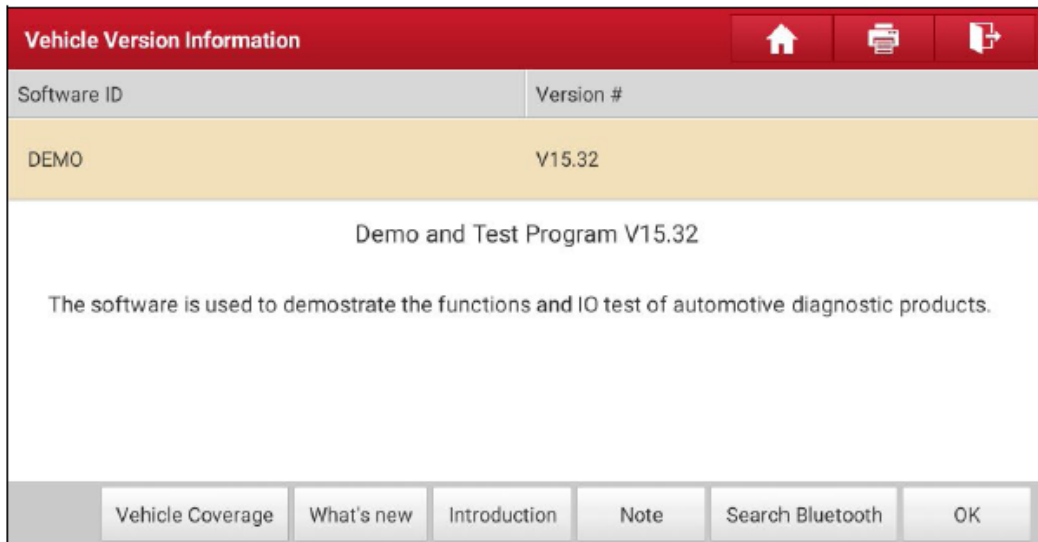 Vehicle Version Information
Software ID Version #
DEMO V15.32
Demo and Test Program V15.32
The software is used to demostrate the functions and IO test of automotive diagnostic products.
Vehicle Coverage What's new Introduction Note Search Bluetooth OK